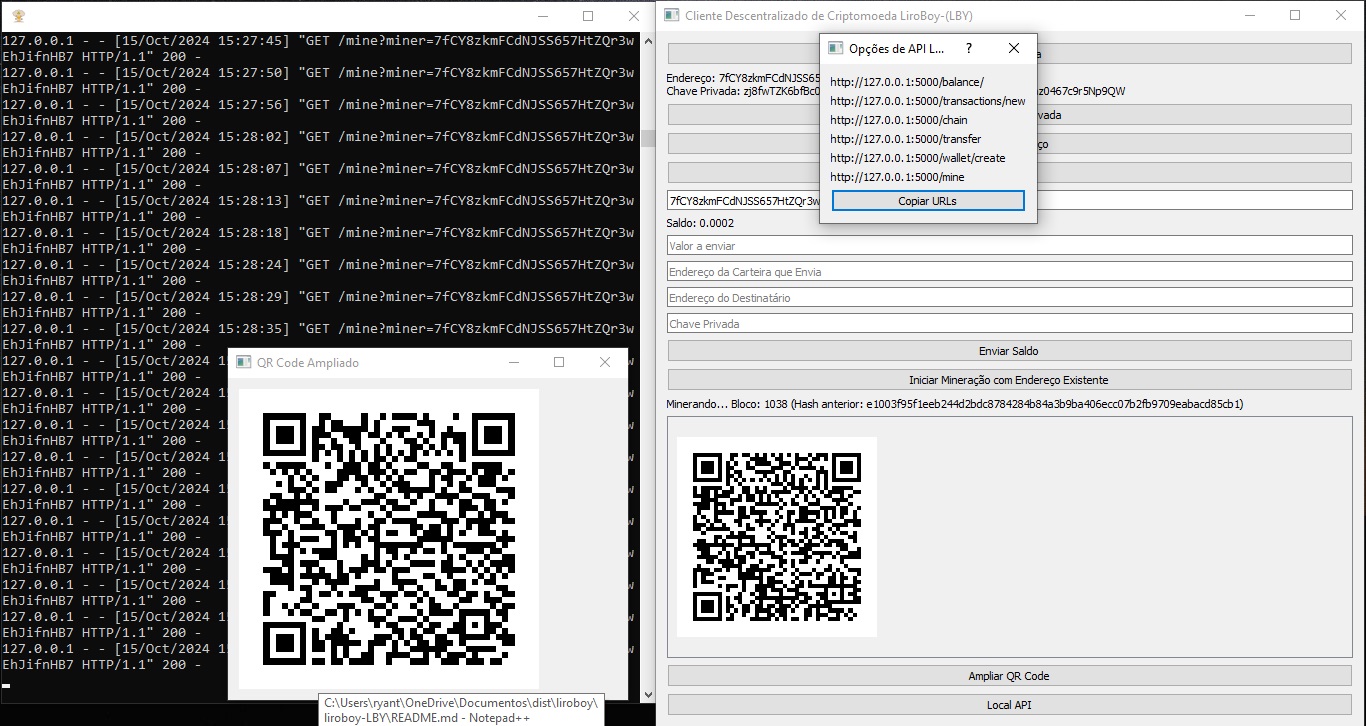 127.0.0.1 - - [15/Oct/2024 15:27:45] "GET /mine?miner=7fCY8zkmFCdNJSS657HtZQr3w
EhJifnHB7 HTTP/1.1" 200 -
127.0.0.1 - - [15/Oct/2024 15:27:50] "GET /mine?miner=7fCY8zkmFCdNJSS657HtZQr3w
EhJifnHB7 HTTP/1.1" 200 -
127.0.0.1 - - [15/Oct/2024 15:27:56] "GET /mine?miner=7fCY8zkmFCdNJSS657HtZQr3w
EhJifnHB7 HTTP/1.1" 200 -
127.0.0.1 - - [15/Oct/2024 15:28:02] "GET /mine?miner=7fCY8zkmFCdNJSS657HtZQr3w
EhJifnHB7 HTTP/1.1" 200 -
127.0.0.1 - - [15/Oct/2024 15:28:07] "GET /mine?miner=7fCY8zkmFCdNJSS657HtZQr3w
EhJifnHB7 HTTP/1.1" 200 -
127.0.0.1 - - [15/Oct/2024 15:28:13] "GET /mine?miner=7fCY8zkmFCdNJSS657HtZQr3w
EhJifnHB7 HTTP/1.1" 200 -
127.0.0.1 - - [15/Oct/2024 15:28:18] "GET /mine?miner=7fCY8zkmFCdNJSS657HtZQr3w
EhJifnHB7 HTTP/1.1" 200 -
127.0.0.1 - - [15/Oct/2024 15:28:24] "GET /mine?miner=7fCY8zkmFCdNJSS657HtZQr3w
EhJifnHB7 HTTP/1.1" 200 -
127.0.0.1 - - [15/Oct/2024 15:28:29] "GET /mine?miner=7fCY8zkmFCdNJSS657HtZQr3w
EhJifnHB7 HTTP/1.1" 200 -
127.0.0.1 - - [15/Oct/2024 15:28:35] "GET /mine?miner=7fCY8zkmFCdNJSS657HtZQr3w
EhJifnHB7 HTTP/1.1" 200 -
127.0.0.1 - - [15/Oct/2024 1
EhJifnHB7 HTTP/1.1" 200 -
127.0.0.1 - - [15/Oct/2024 1
EhJifnHB7 HTTP/1.1" 200 -
127.0.0.1 - - [15/Oct/2024 1
EhJifnHB7 HTTP/1.1" 200 -
127.0.0.1 - - [15/Oct/2024 1
EhJifnHB7 HTTP/1.1" 200 -
127.0.0.1 - - [15/Oct/2024 1
EhJifnHB7 HTTP/1.1" 200 -
127.0.0.1 - - [15/Oct/2024 1
EhJifnHB7 HTTP/1.1" 200 -
127.0.0.1 - - [15/Oct/2024 1
EhJifnHB7 HTTP/1.1" 200 -
127.0.0.1 - - [15/Oct/2024 1
EhJifnHB7 HTTP/1.1" 200 -
127.0.0.1 - - [15/Oct/2024 1
EhJifnHB7 HTTP/1.1" 200 -
127.0.0.1 - - [15/Oct/2024 1
EhJifnHB7 HTTP/1.1" 200 -
QR Code Ampliado
C:\Users\ryant\OneDrive\Documentos\dist\liroboy\
liroboy-LBY\README.md - Notepad++
Cliente Descentralizado de Criptomoeda LiroBoy-(LBY)
Endereço: 7fCY8zkmFCdNJSS65
Chave Privada: zj8fwTZK6bfBc0
z0467c9r5Np9QW
vada
ço
7fCY8zkmFCdNJSS657HtZQr3w
Saldo: 0.0002
Valor a enviar
Endereço da Carteira que Envia
Endereço do Destinatário
Chave Privada
Enviar Saldo
Iniciar Mineração com Endereço Existente
Minerando... Bloco: 1038 (Hash anterior: e1003f95f1eeb244d2bdc8784284b84a3b9ba406ecc07b2fb9709eabacd85cb1)
Ampliar QR Code
Local API
Opções de API L... ?
http://127.0.0.1:5000/balance/
http://127.0.0.1:5000/transactions/new
http://127.0.0.1:5000/chain
http://127.0.0.1:5000/transfer
http://127.0.0.1:5000/wallet/create
http://127.0.0.1:5000/mine
Copiar URLs